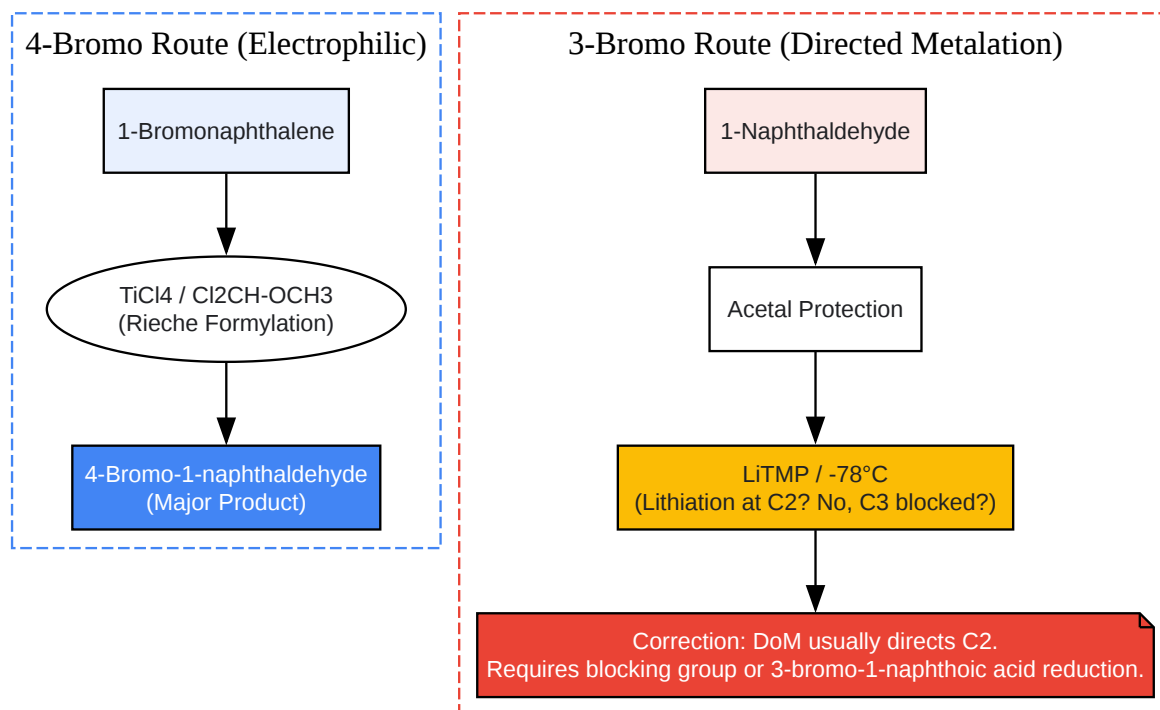 4-Bromo Route (Electrophilic)
1-Bromonaphthalene
TiCl4 / Cl2CH-OCH3
(Rieche Formylation)
4-Bromo-1-naphthaldehyde
(Major Product)
3-Bromo Route (Directed Metalation)
1-Naphthaldehyde
Acetal Protection
LiTMP / -78°C
(Lithiation at C2? No, C3 blocked?)
Correction: DoM usually directs C2.
Requires blocking group or 3-bromo-1-naphthoic acid reduction.